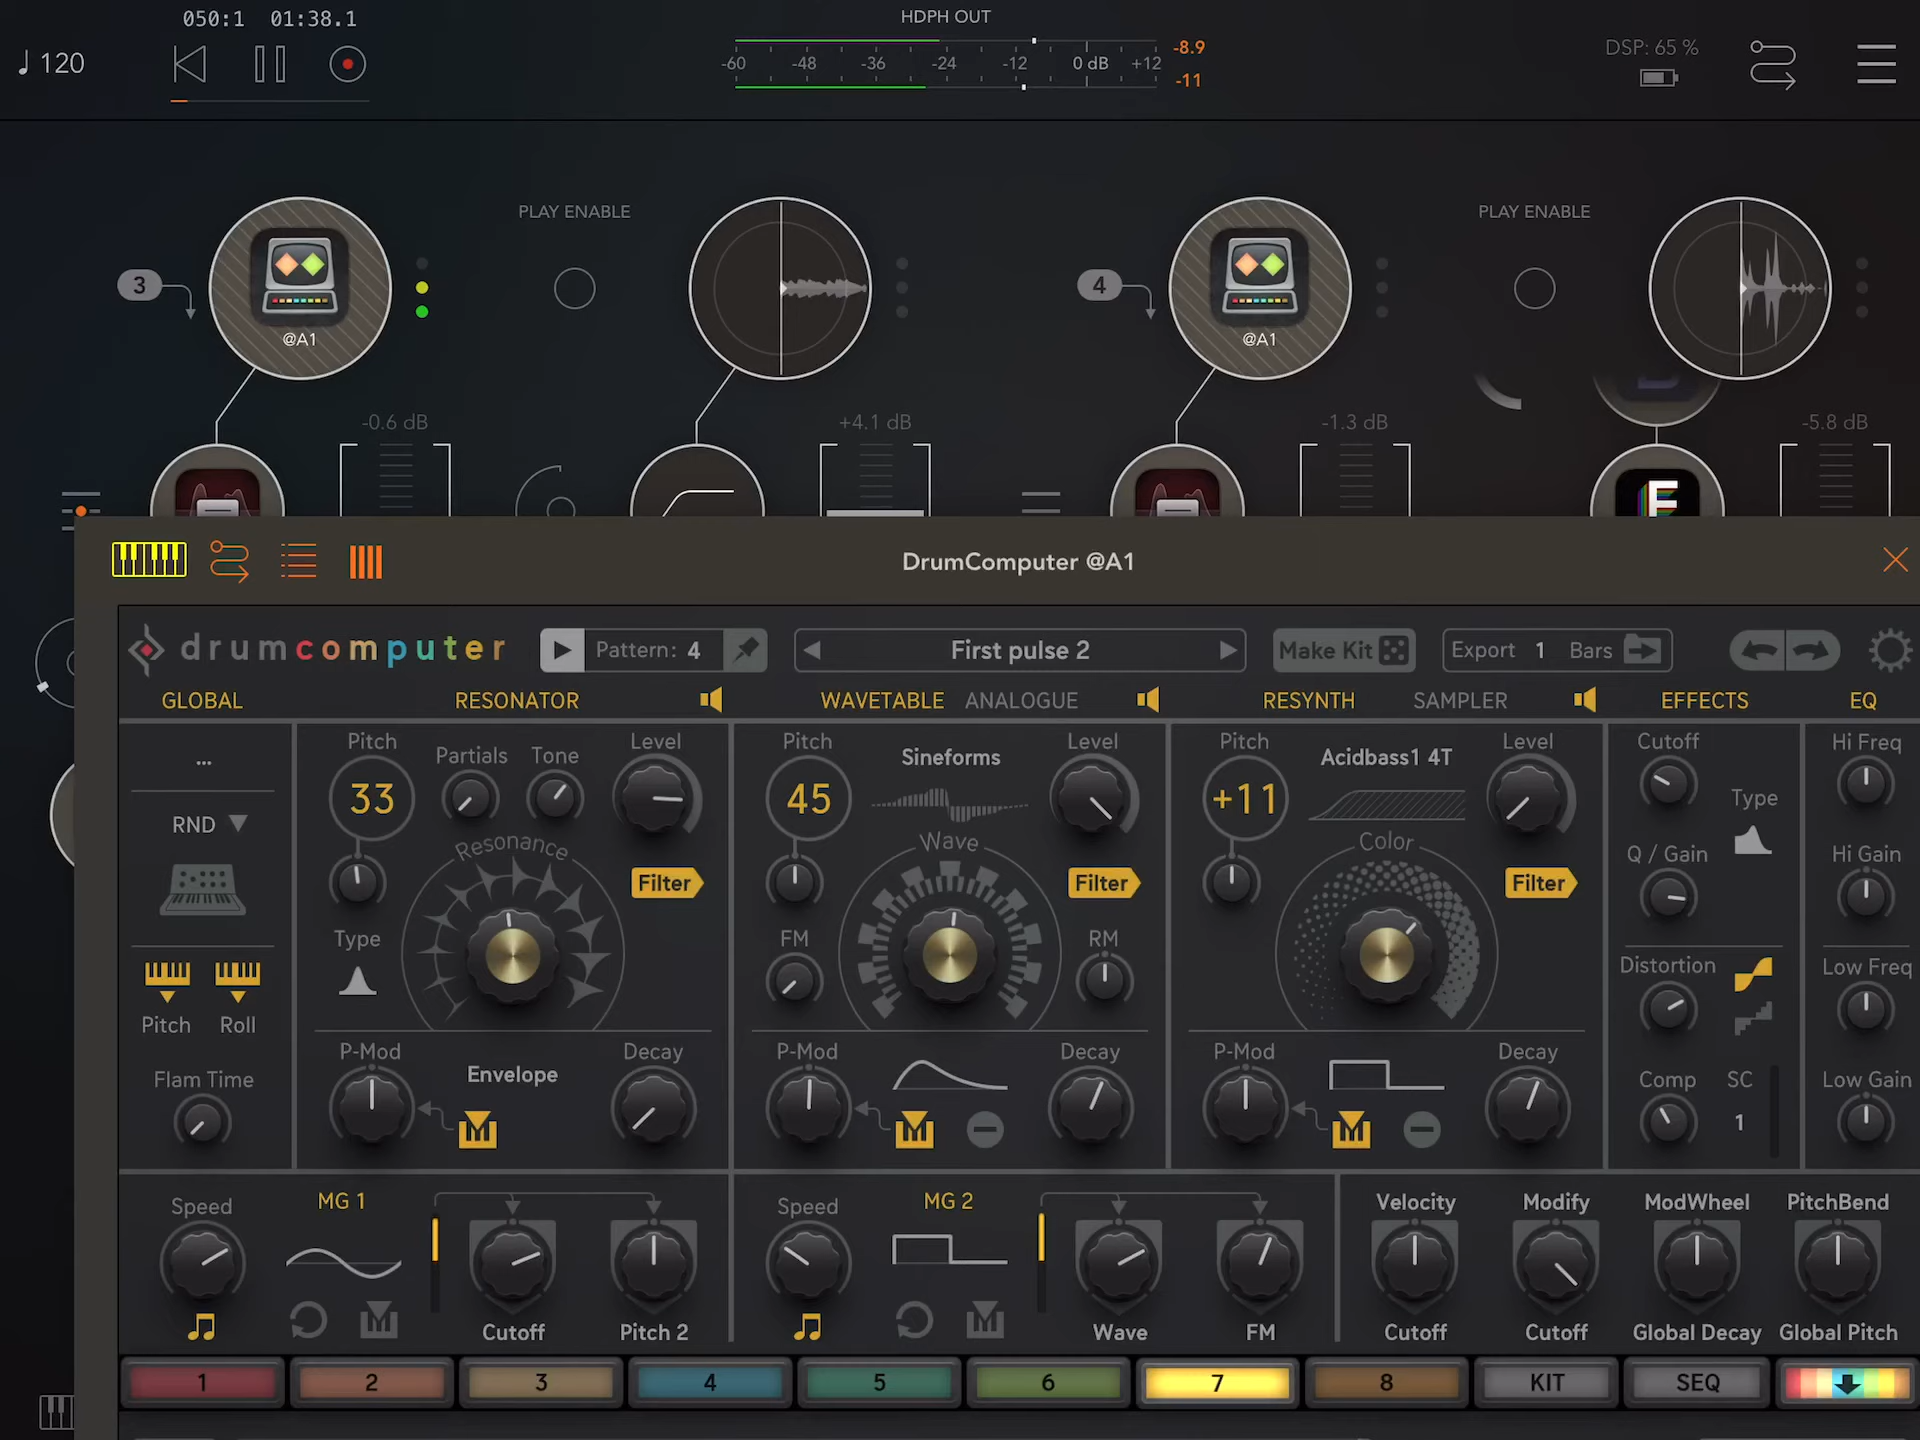 050:1 01:38.1
HDPH OUT
120
-60 -48 -36 -24 -12 0 dB +12
-8.9
-11
DSP: 65 %
PLAY ENABLE
PLAY ENABLE
3
@A1
4
@A1
-0.6 dB
+4.1 dB
-1.3 dB
-5.8 dB
F
DrumComputer @A1
drumcomputer
Pattern: 4
First pulse 2
Make Kit
Export 1 Bars
GLOBAL
RESONATOR
WAVETABLE ANALOGUE
RESYNTH SAMPLER
EFFECTS
EQ
...
RND
Pitch Roll
Flam Time
Pitch
33
Partials Tone
Level
Resonance
Filter
Type
P-Mod
Envelope
Decay
M
Pitch
45
Sineforms
Level
Wave
Filter
FM
RM
P-Mod
Decay
M
Pitch
+11
Acidbass1 4T
Level
Color
Filter
P-Mod
Decay
M
Cutoff
Type
Q / Gain
Distortion
Comp SC
1
Hi Freq
Hi Gain
Low Freq
Low Gain
Speed
MG 1
M
Cutoff
Pitch 2
Speed
MG 2
M
Wave
FM
Velocity Modify ModWheel PitchBend
Cutoff Cutoff Global Decay Global Pitch
1 2 3 4 5 6 7 8 KIT SEQ